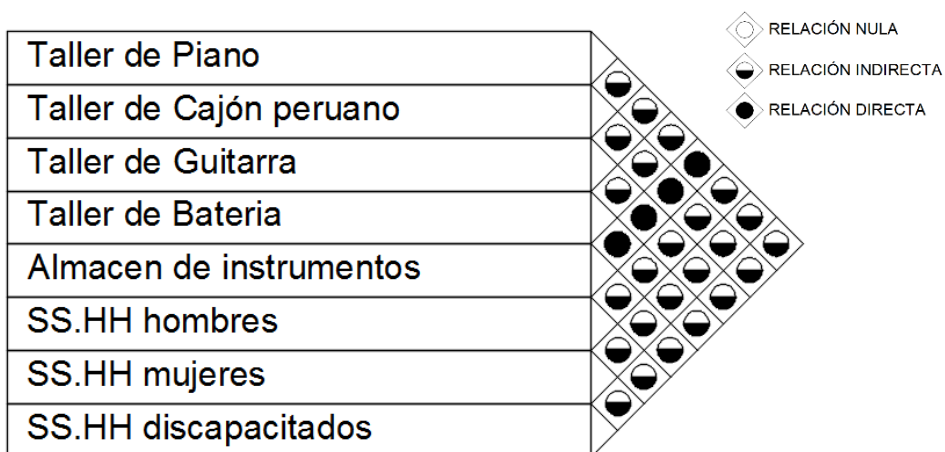 Taller de Piano
Taller de Cajón peruano
Taller de Guitarra
Taller de Bateria
Almacen de instrumentos
SS.HH hombres
SS.HH mujeres
SS.HH discapacitados
RELACIÓN NULA
RELACIÓN INDIRECTA
RELACIÓN DIRECTA